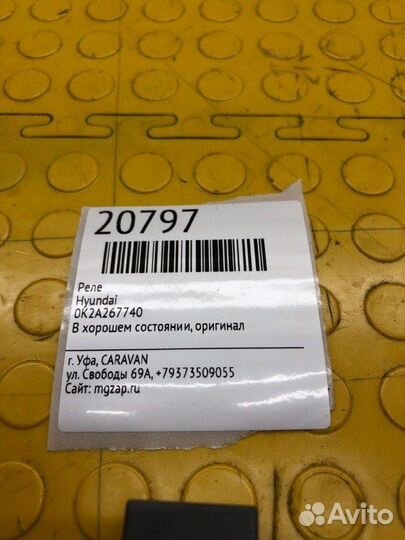 20797
Реле
Hyundai
0K2A267740
В хорошем состоянии, оригинал
г. Уфа, CARAVAN
ул. Свободы 69А, +79373509055
Сайт: mgzap.ru
Avito